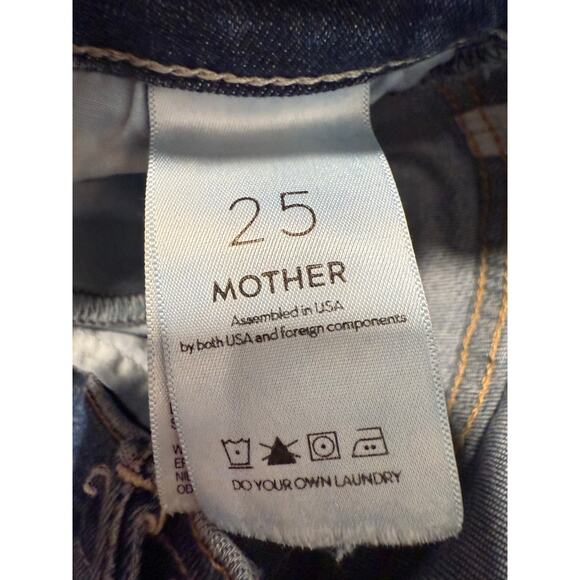 25
MOTHER
Assembled in USA
by both USA and foreign components
DO YOUR OWN LAUNDRY